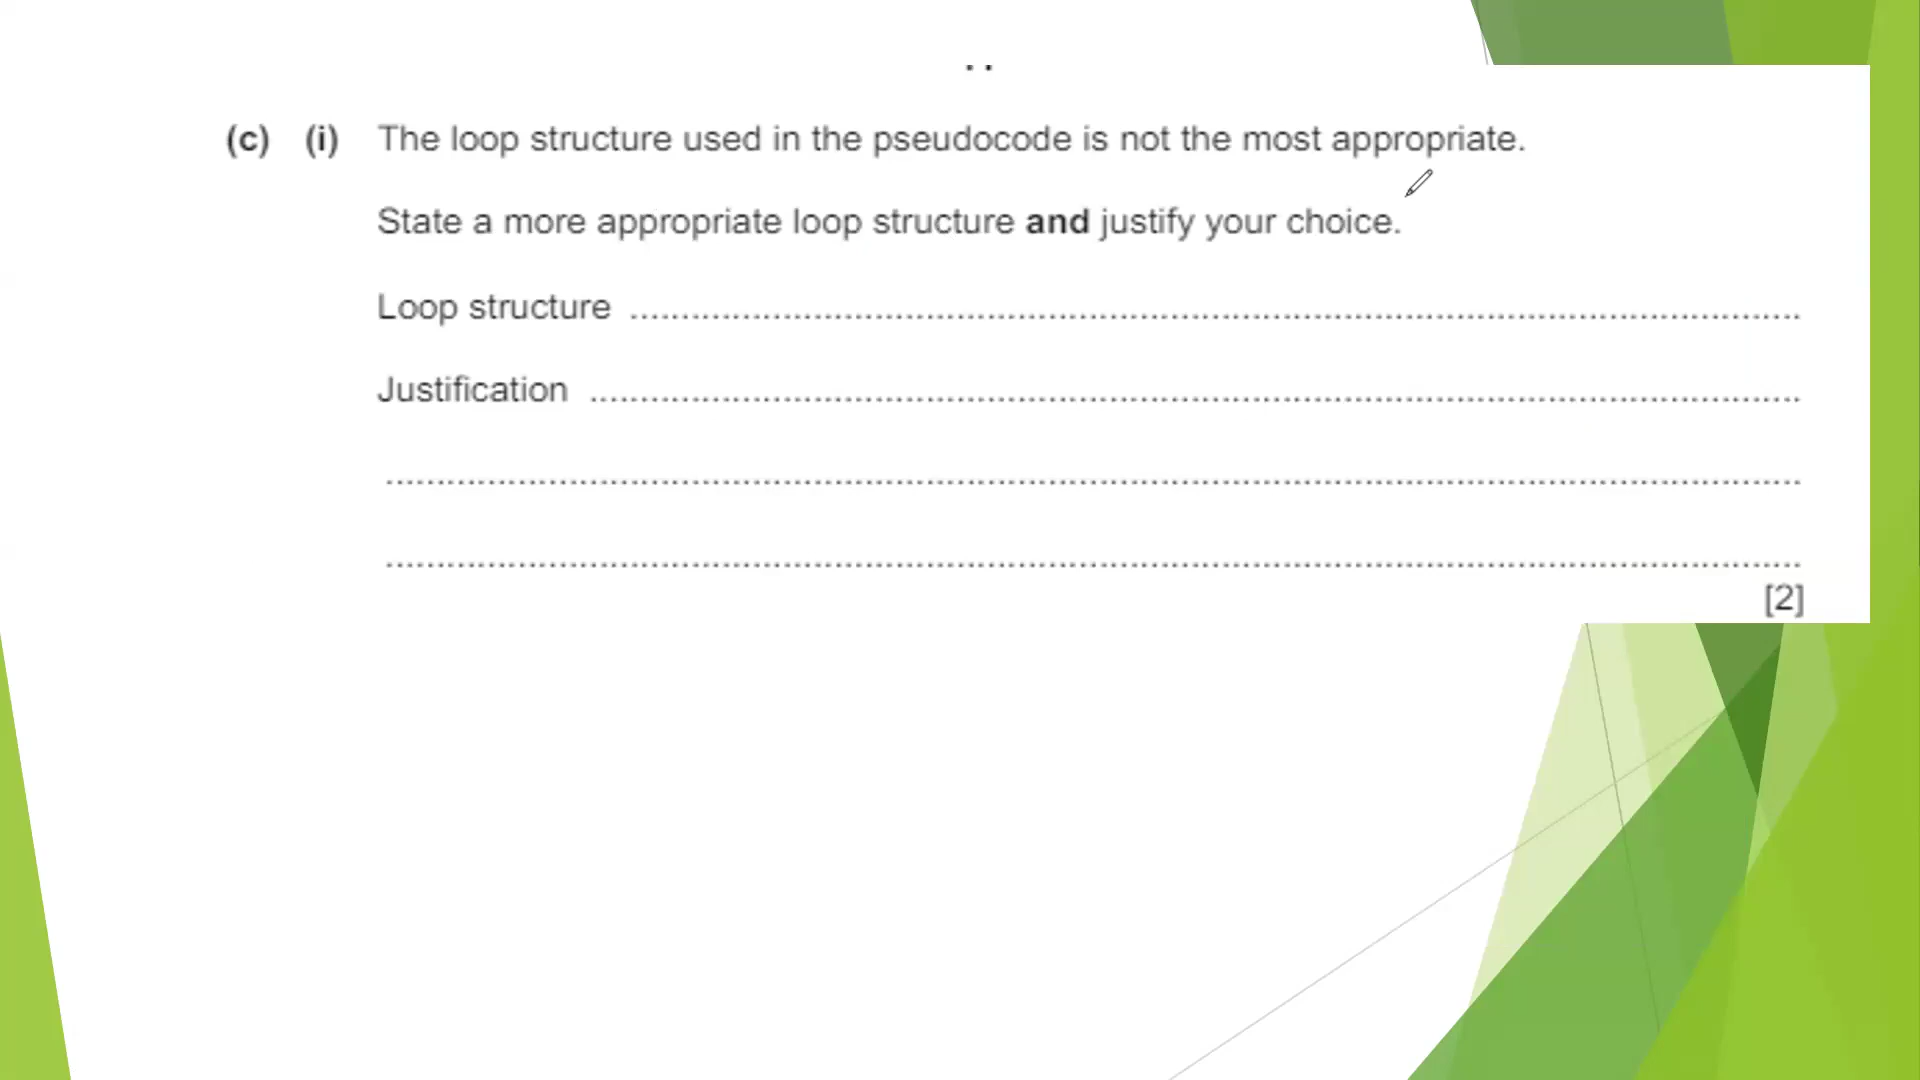 (c) (i) The loop structure used in the pseudocode is not the most appropriate.
State a more appropriate loop structure and justify your choice.
Loop structure ....................................................................................................................
Justification ........................................................................................................................
............................................................................................................................................
............................................................................................................................................
[2]